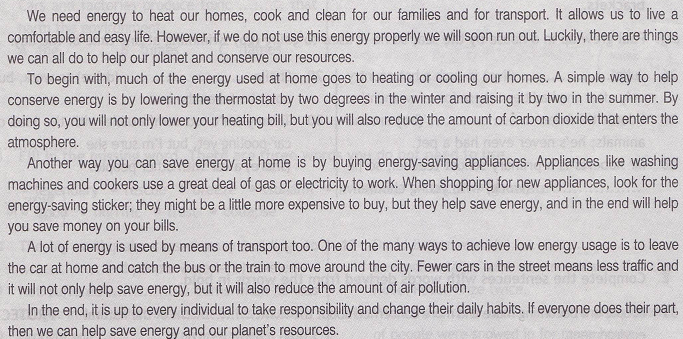 We need energy to heat our homes, cook and clean for our families and for transport. It allows us to live a
comfortable and easy life. However, if we do not use this energy properly we will soon run out. Luckily, there are things
we can all do to help our planet and conserve our resources.
To begin with, much of the energy used at home goes to heating or cooling our homes. A simple way to help
conserve energy is by lowering the thermostat by two degrees in the winter and raising it by two in the summer. By
doing so, you will not only lower your heating bill, but you will also reduce the amount of carbon dioxide that enters the
atmosphere.
Another way you can save energy at home is by buying energy-saving appliances. Appliances like washing
machines and cookers use a great deal of gas or electricity to work. When shopping for new appliances, look for the
energy-saving sticker; they might be a little more expensive to buy, but they help save energy, and in the end will help
you save money on your bills.
A lot of energy is used by means of transport too. One of the many ways to achieve low energy usage is to leave
the car at home and catch the bus or the train to move around the city. Fewer cars in the street means less traffic and
it will not only help save energy, but it will also reduce the amount of air pollution.
In the end, it is up to every individual to take responsibility and change their daily habits. If everyone does their part,
then we can help save energy and our planet's resources.